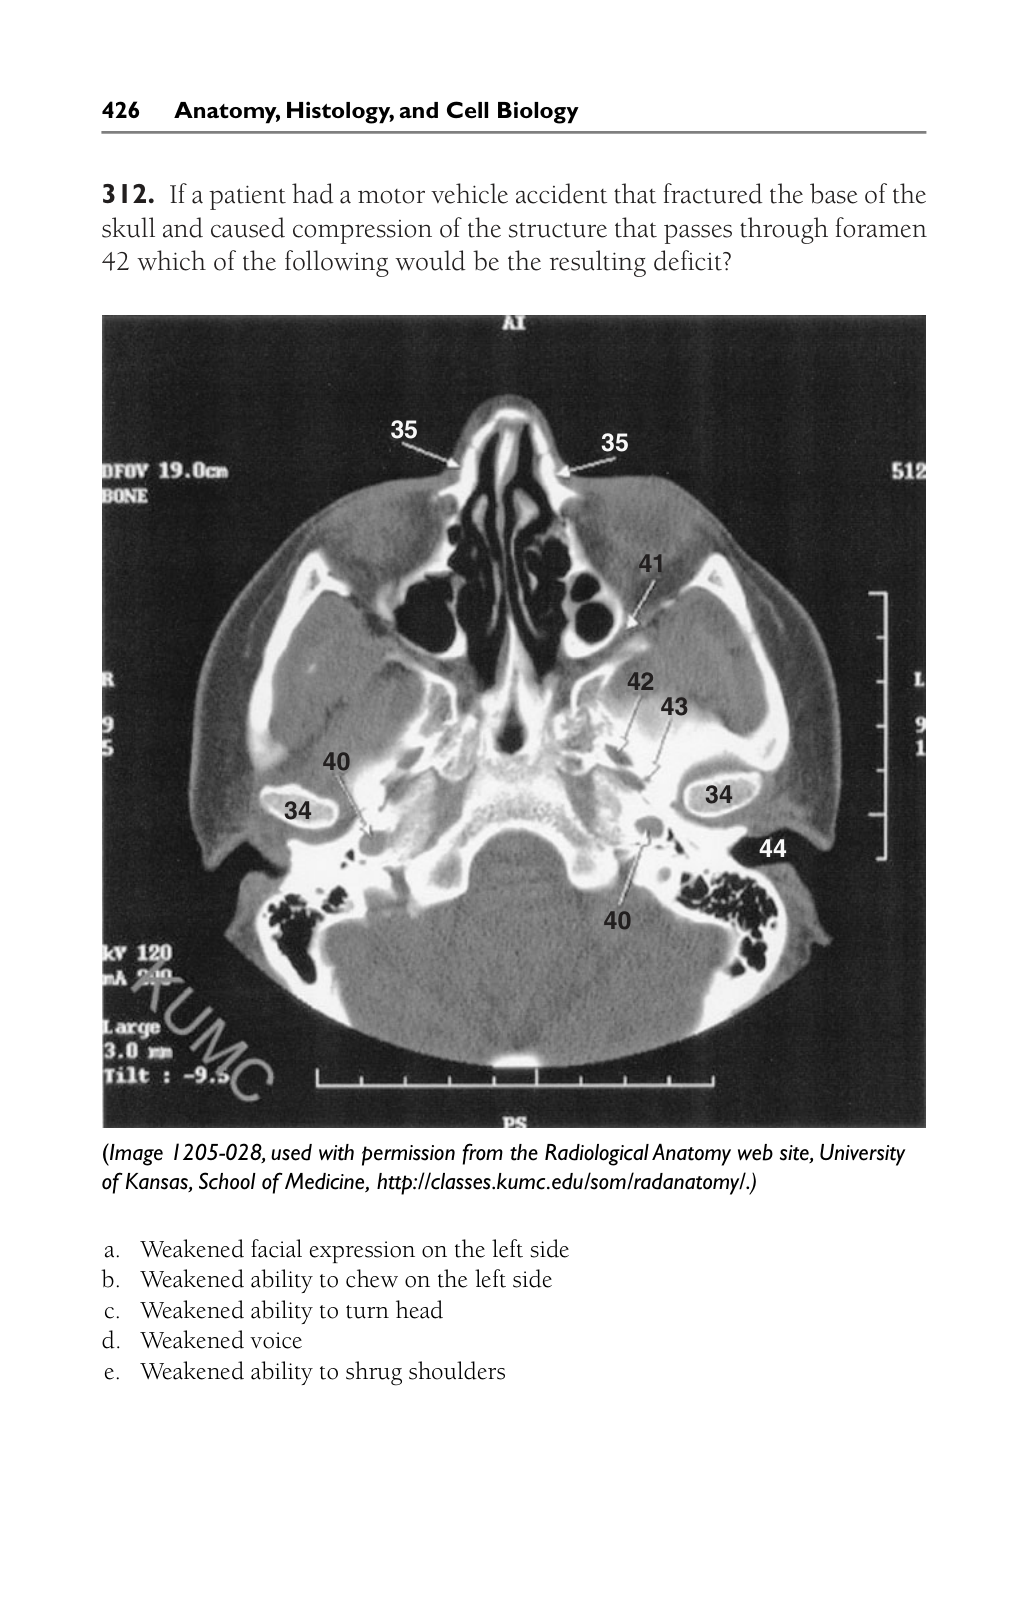 426 Anatomy, Histology, and Cell Biology
312. If a patient had a motor vehicle accident that fractured the base of the
skull and caused compression of the structure that passes through foramen
42 which of the following would be the resulting deficit?
AI
35
35
DFOV 19.0cm
BONE
512
41
R
L
42
43
9
5
9
1
40
34
34
44
40
kV 120
mA
KUMC
Large
3.0 mm
Tilt : -9.5
PS
(Image 1205-028, used with permission from the Radiological Anatomy web site, University
of Kansas, School of Medicine, http://classes.kumc.edu/som/radanatomy/.)
a. Weakened facial expression on the left side
b. Weakened ability to chew on the left side
c. Weakened ability to turn head
d. Weakened voice
e. Weakened ability to shrug shoulders